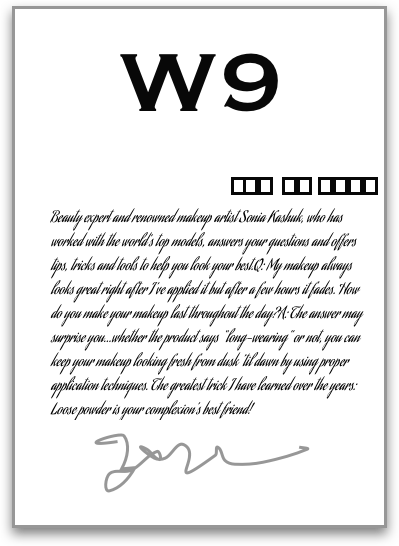 W9
Beauty expert and renowned makeup artist Sonia Kashuk, who has
worked with the world's top models, answers your questions and offers
tips, tricks and tools to help you look your best.Q: My makeup always
looks great right after I've applied it but after a few hours it fades. How
do you make your makeup last throughout the day?A: The answer may
surprise you...whether the product says "long-wearing" or not, you can
keep your makeup looking fresh from dusk 'til dawn by using proper
application techniques. The greatest trick I have learned over the years:
Loose powder is your complexion's best friend!